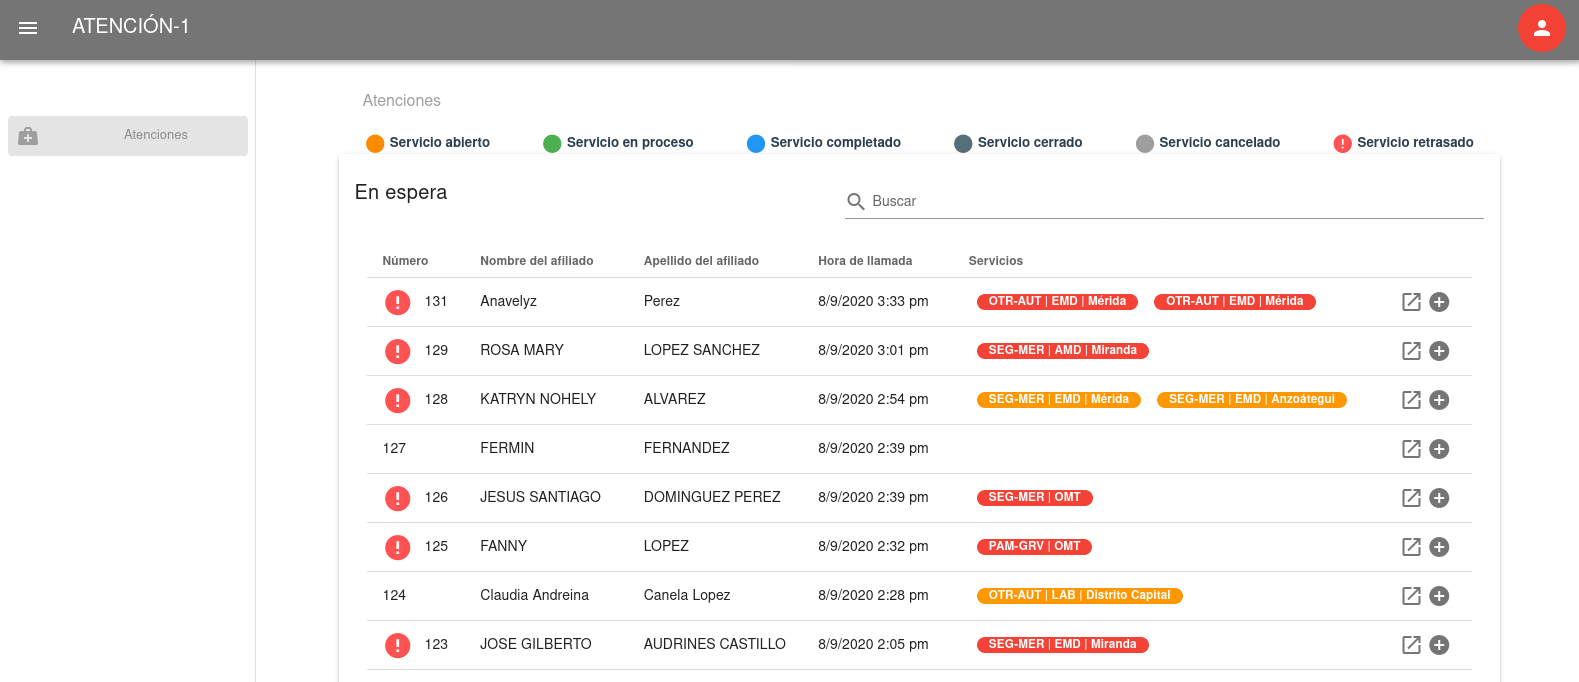 ATENCIÓN-1
Atenciones
Atenciones
Servicio abierto Servicio en proceso Servicio completado Servicio cerrado Servicio cancelado Servicio retrasado
En espera
Buscar
Número Nombre del afiliado Apellido del afiliado Hora de llamada Servicios
131 Anavelyz Perez 8/9/2020 3:33 pm OTR-AUT | EMD | Mérida OTR-AUT | EMD | Mérida
129 ROSA MARY LOPEZ SANCHEZ 8/9/2020 3:01 pm SEG-MER | AMD | Miranda
128 KATRYN NOHELY ALVAREZ 8/9/2020 2:54 pm SEG-MER | EMD | Mérida SEG-MER | EMD | Anzoátegui
127 FERMIN FERNANDEZ 8/9/2020 2:39 pm
126 JESUS SANTIAGO DOMINGUEZ PEREZ 8/9/2020 2:39 pm SEG-MER | OMT
125 FANNY LOPEZ 8/9/2020 2:32 pm PAM-GRV | OMT
124 Claudia Andreina Canela Lopez 8/9/2020 2:28 pm OTR-AUT | LAB | Distrito Capital
123 JOSE GILBERTO AUDRINES CASTILLO 8/9/2020 2:05 pm SEG-MER | EMD | Miranda